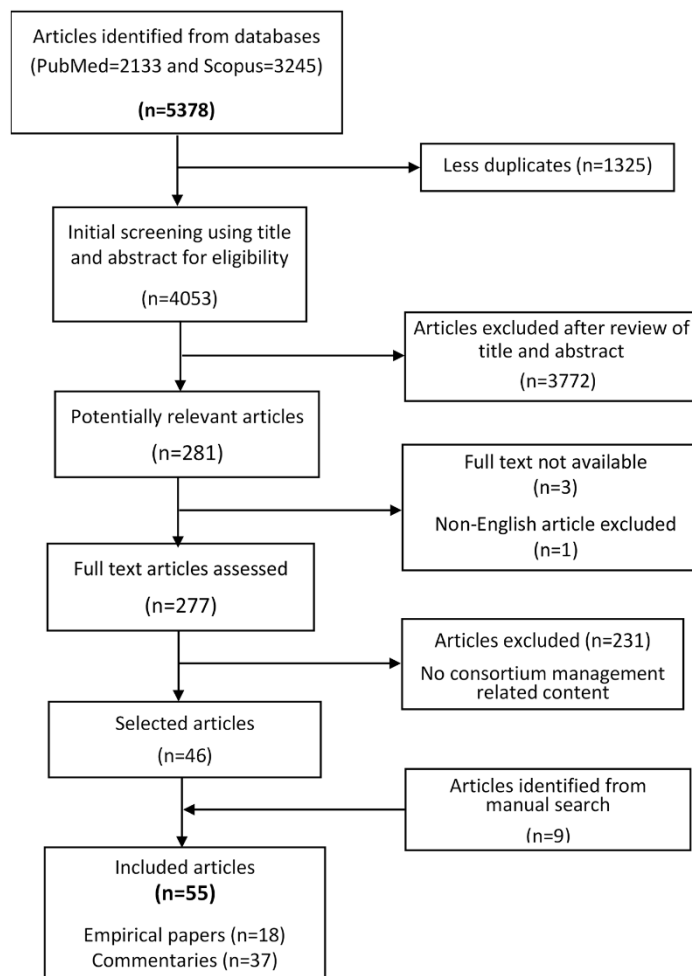 Articles identified from databases
(PubMed=2133 and Scopus=3245)
(n=5378)
Less duplicates (n=1325)
Initial screening using title
and abstract for eligibility
(n=4053)
Articles excluded after review of
title and abstract
(n=3772)
Potentially relevant articles
(n=281)
Full text not available
(n=3)
Non-English article excluded
(n=1)
Full text articles assessed
(n=277)
Articles excluded (n=231)
No consortium management
related content
Selected articles
(n=46)
Articles identified from
manual search
(n=9)
Included articles
(n=55)
Empirical papers (n=18)
Commentaries (n=37)